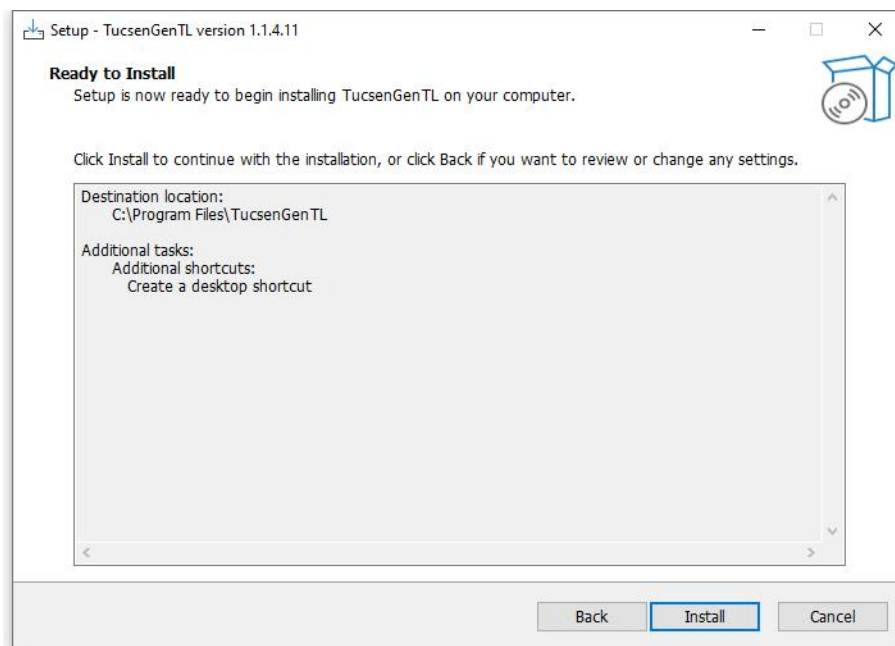 Setup - TucsenGenTL version 1.1.4.11
Ready to Install
Setup is now ready to begin installing TucsenGenTL on your computer.
Click Install to continue with the installation, or click Back if you want to review or change any settings.
Destination location:
C:\Program Files\TucsenGenTL
Additional tasks:
Additional shortcuts:
Create a desktop shortcut
Back
Install
Cancel